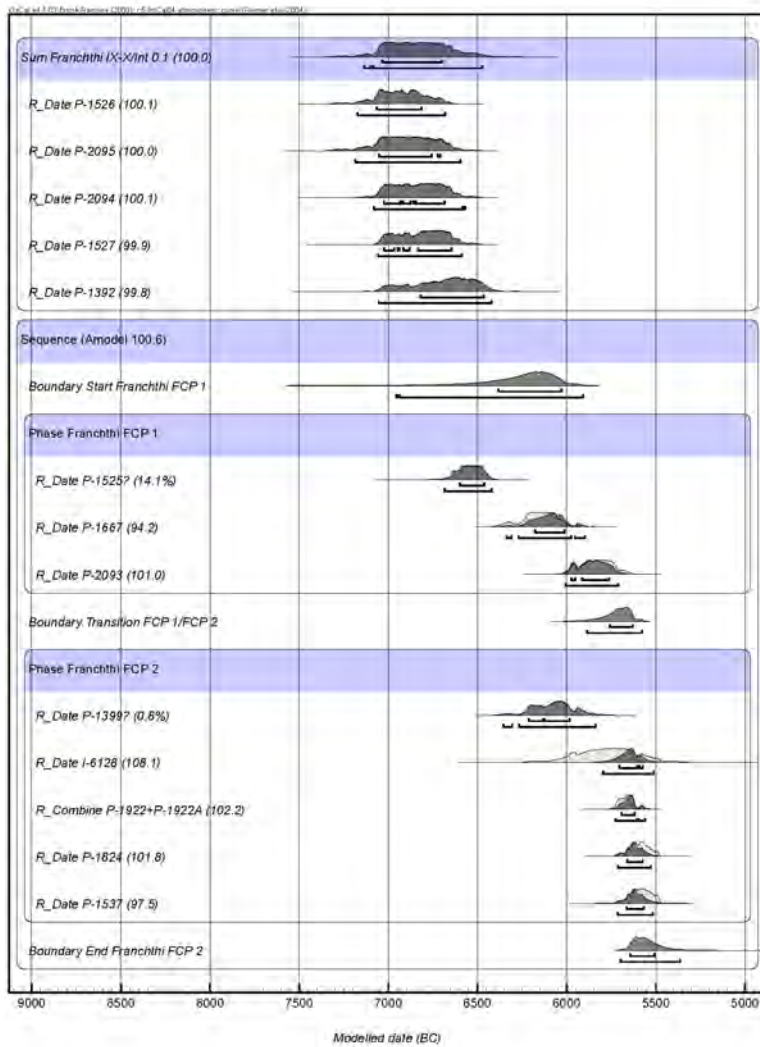 Sum Franchthi IX-X/Int 0.1 (100.0)
R_Date P-1526 (100.1)
R_Date P-2095 (100.0)
R_Date P-2094 (100.1)
R_Date P-1527 (99.9)
R_Date P-1392 (99.8)
Sequence (Amodel 100.6)
Boundary Start Franchthi FCP 1
Phase Franchthi FCP 1
R_Date P-1525? (14.1%)
R_Date P-1667 (94.2)
R_Date P-2093 (101.0)
Boundary Transition FCP 1/FCP 2
Phase Franchthi FCP 2
R_Date P-1399? (0.6%)
R_Date I-6128 (108.1)
R_Combine P-1922+P-1922A (102.2)
R_Date P-1824 (101.8)
R_Date P-1537 (97.5)
Boundary End Franchthi FCP 2
9000 8500 8000 7500 7000 6500 6000 5500 5000
Modelled date (BC)